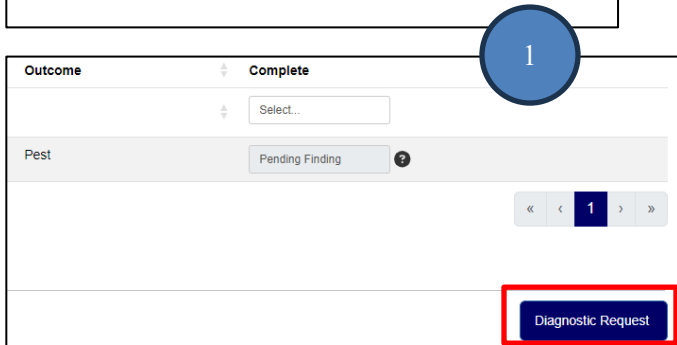 1
Outcome Complete
Select...
Pest Pending Finding ?
« ‹ 1 › »
Diagnostic Request